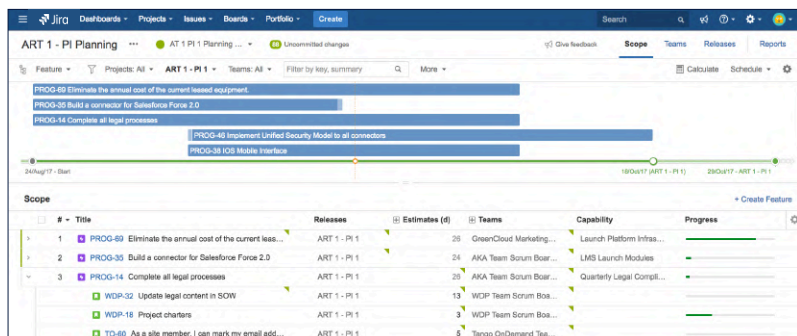 Jira Dashboards Projects Issues Boards Portfolio Create Search
ART 1 - PI Planning ••• AT 1 PI 1 Planning ... Uncommitted changes Give feedback Scope Teams Releases Reports
Feature Projects: All ART 1 - PI 1 Teams: All Filter by key, summary More Calculate Schedule
PROG-69 Eliminate the annual cost of the current leased equipment.
PROG-35 Build a connector for Salesforce Force 2.0
PROG-14 Complete all legal processes
PROG-46 Implement Unified Security Model to all connectors
PROG-38 IOS Mobile Interface
24/Aug/17 - Start 18/Oct/17 (ART 1 - PI 1) 29/Oct/17 - ART 1 - PI 1
Scope + Create Feature
# Title Releases Estimates (d) Teams Capability Progress
1 PROG-69 Eliminate the annual cost of the current leas... ART 1 - PI 1 26 GreenCloud Marketing... Launch Platform Infras...
2 PROG-35 Build a connector for Salesforce Force 2.0 ART 1 - PI 1 24 AKA Team Scrum Boar... LMS Launch Modules
3 PROG-14 Complete all legal processes ART 1 - PI 1 26 AKA Team Scrum Boar... Quarterly Legal Compli...
WDP-32 Update legal content in SOW ART 1 - PI 1 13 WDP Team Scrum Boa...
WDP-18 Project charters ART 1 - PI 1 3 WDP Team Scrum Boa...
TO-60 As a site member, I can mark my email add... ART 1 - PI 1 5 Tango OnDemand Tea...